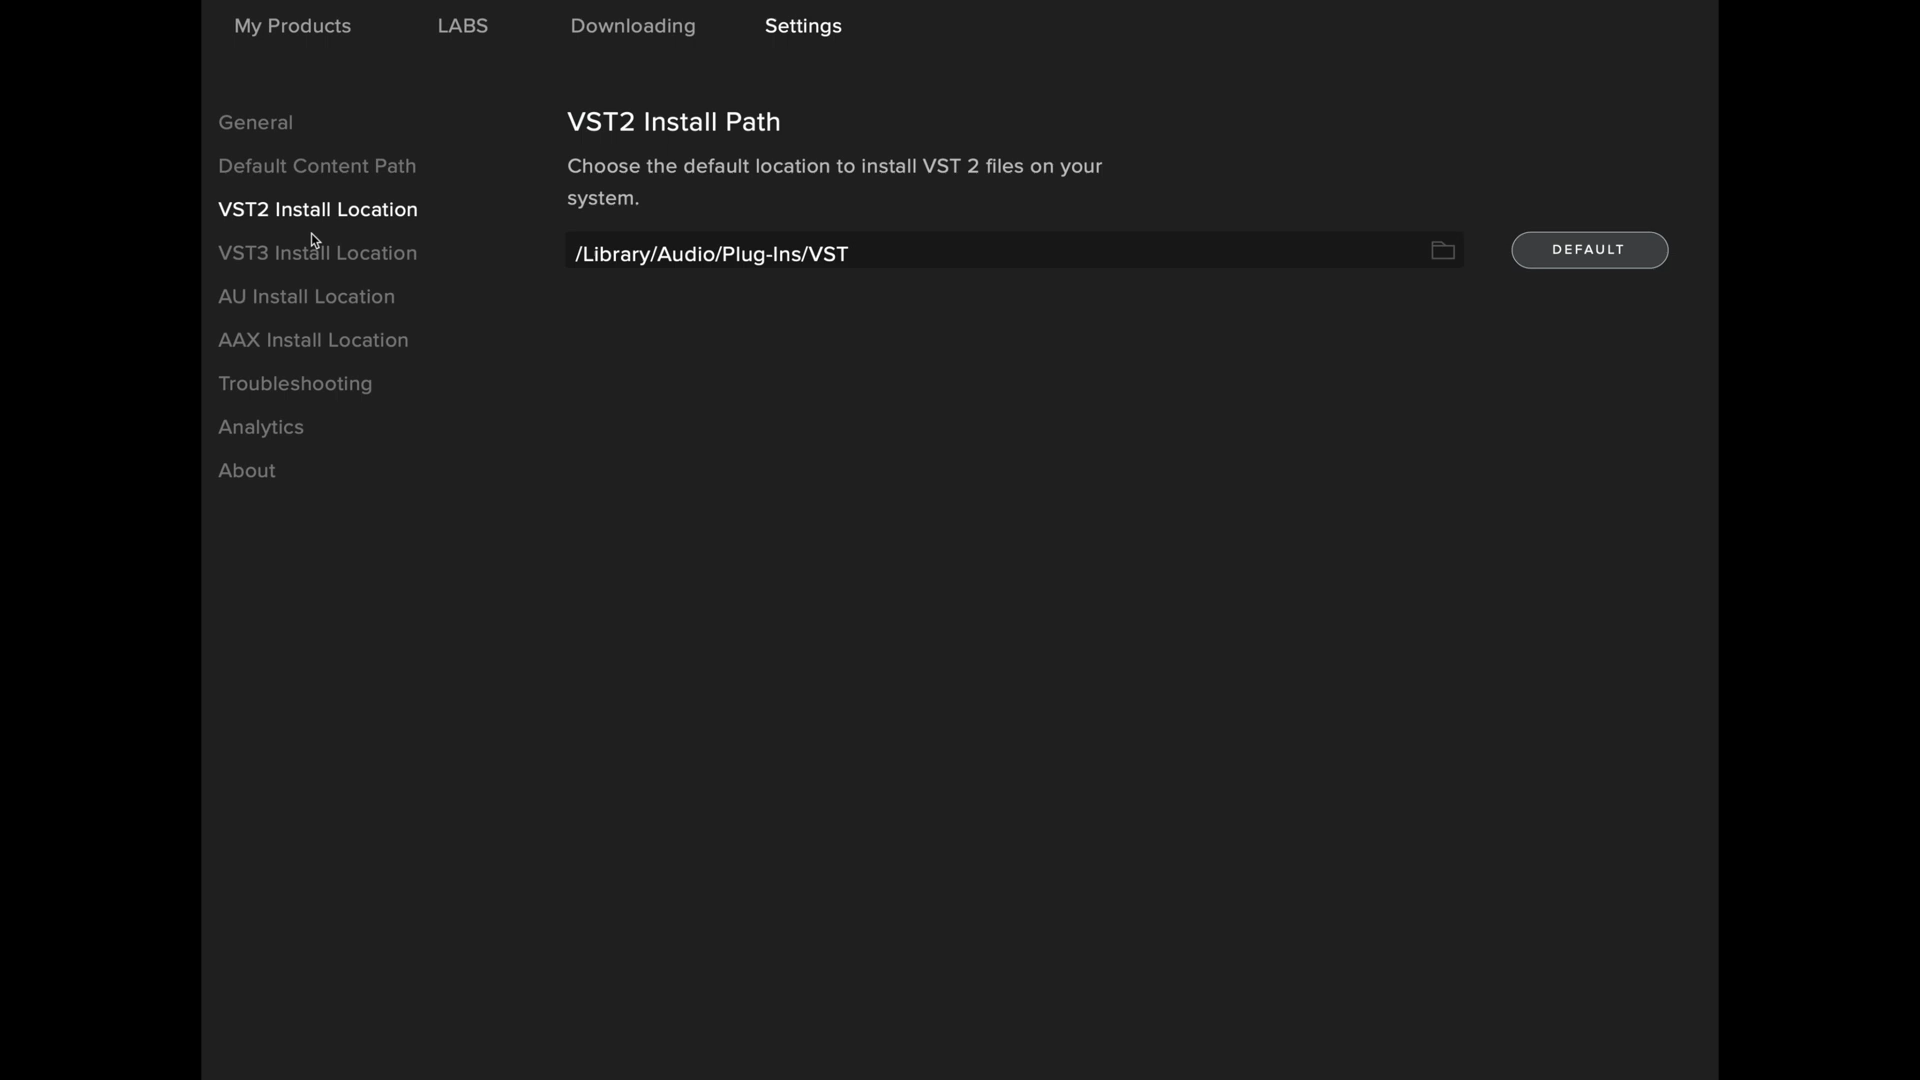 My Products
LABS
Downloading
Settings
General
Default Content Path
VST2 Install Location
VST3 Install Location
AU Install Location
AAX Install Location
Troubleshooting
Analytics
About
VST2 Install Path
Choose the default location to install VST 2 files on your
system.
/Library/Audio/Plug-Ins/VST
DEFAULT